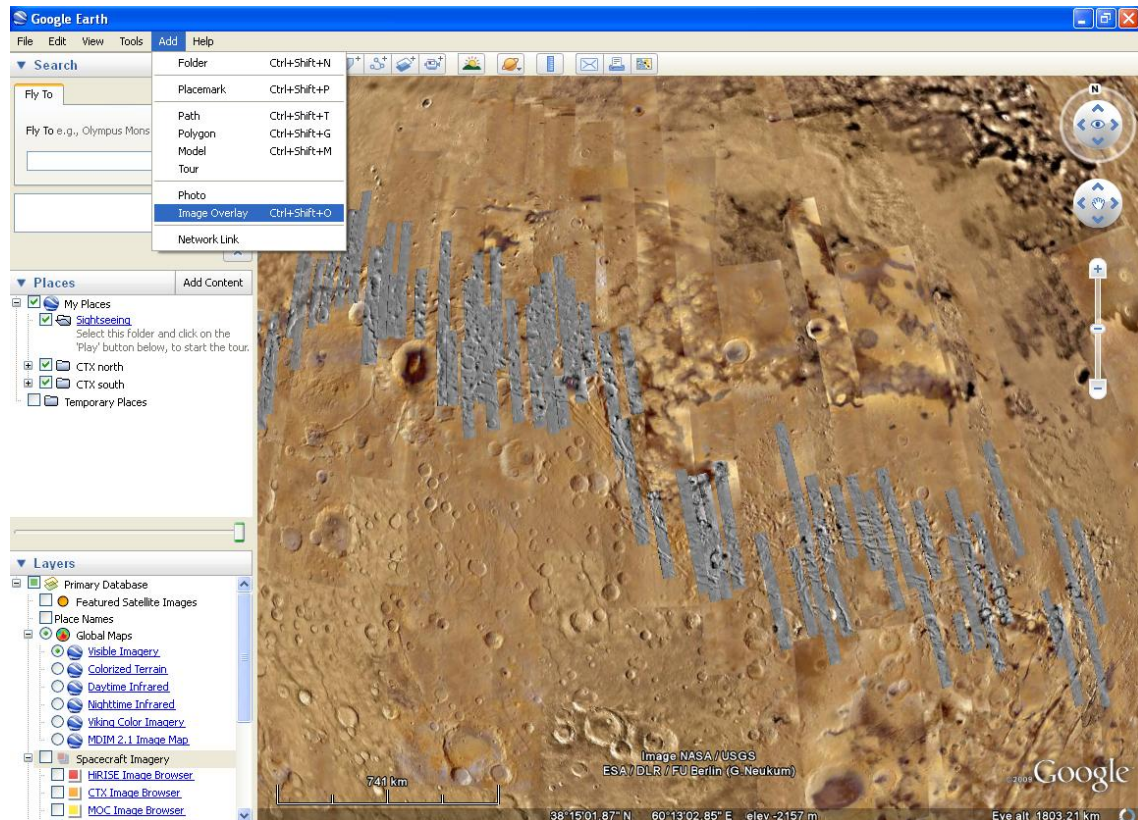 Google Earth
File Edit View Tools Add Help
Search
Fly To
Fly To e.g., Olympus Mons
Folder Ctrl+Shift+N
Placemark Ctrl+Shift+P
Path Ctrl+Shift+T
Polygon Ctrl+Shift+G
Model Ctrl+Shift+M
Tour
Photo
Image Overlay Ctrl+Shift+O
Network Link
N
Places Add Content
My Places
Sightseeing
Select this folder and click on the
'Play' button below, to start the tour.
CTX north
CTX south
Temporary Places
Layers
Primary Database
Featured Satellite Images
Place Names
Global Maps
Visible Imagery
Colorized Terrain
Daytime Infrared
Nighttime Infrared
Viking Color Imagery
MDIM 2.1 Image Map
Spacecraft Imagery
HiRISE Image Browser
CTX Image Browser
MOC Image Browser
Image NASA / USGS
ESA / DLR / FU Berlin (G. Neukum)
741 km
©2009 Google
38°15'01.87" N 60°13'02.85" E elev -2157 m Eye alt 1803.21 km